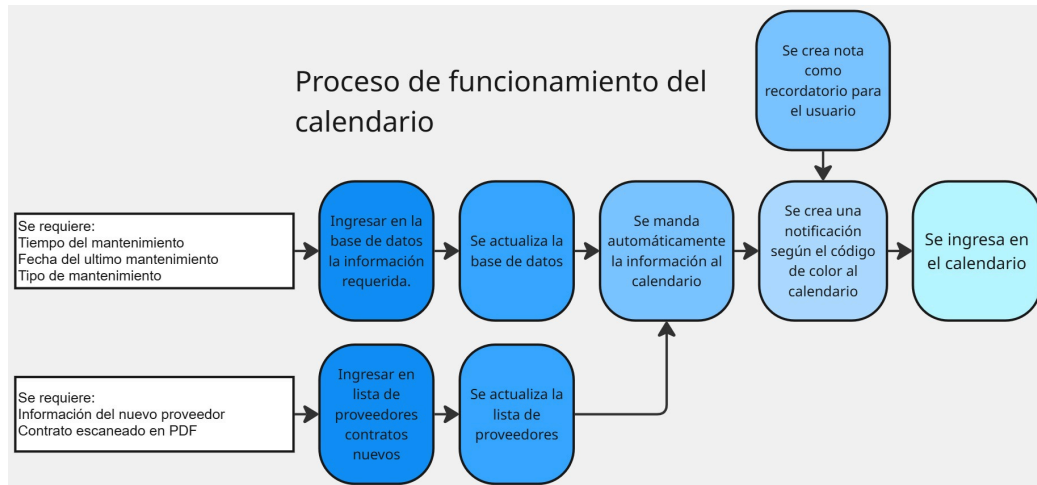 Proceso de funcionamiento del
calendario
Se crea nota
como
recordatorio para
el usuario
Se requiere:
Tiempo del mantenimiento
Fecha del ultimo mantenimiento
Tipo de mantenimiento
Ingresar en la
base de datos
la información
requerida.
Se actualiza la
base de datos
Se manda
automáticamente
la información al
calendario
Se crea una
notificación
según el código
de color al
calendario
Se ingresa en
el calendario
Se requiere:
Información del nuevo proveedor
Contrato escaneado en PDF
Ingresar en
lista de
proveedores
contratos
nuevos
Se actualiza la
lista de
proveedores